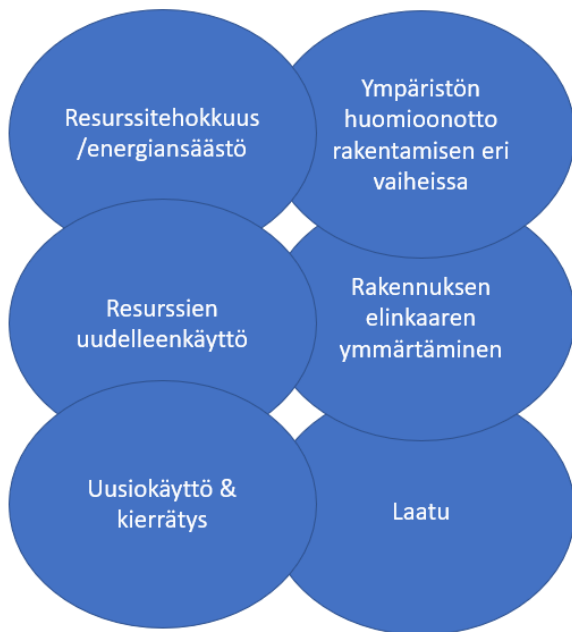 Resurssitehokkuus
/energiansäästö
Ympäristön
huomioonotto
rakentamisen eri
vaiheissa
Resurssien
uudelleenkäyttö
Rakennuksen
elinkaaren
ymmärtäminen
Uusiokäyttö &
kierrätys
Laatu